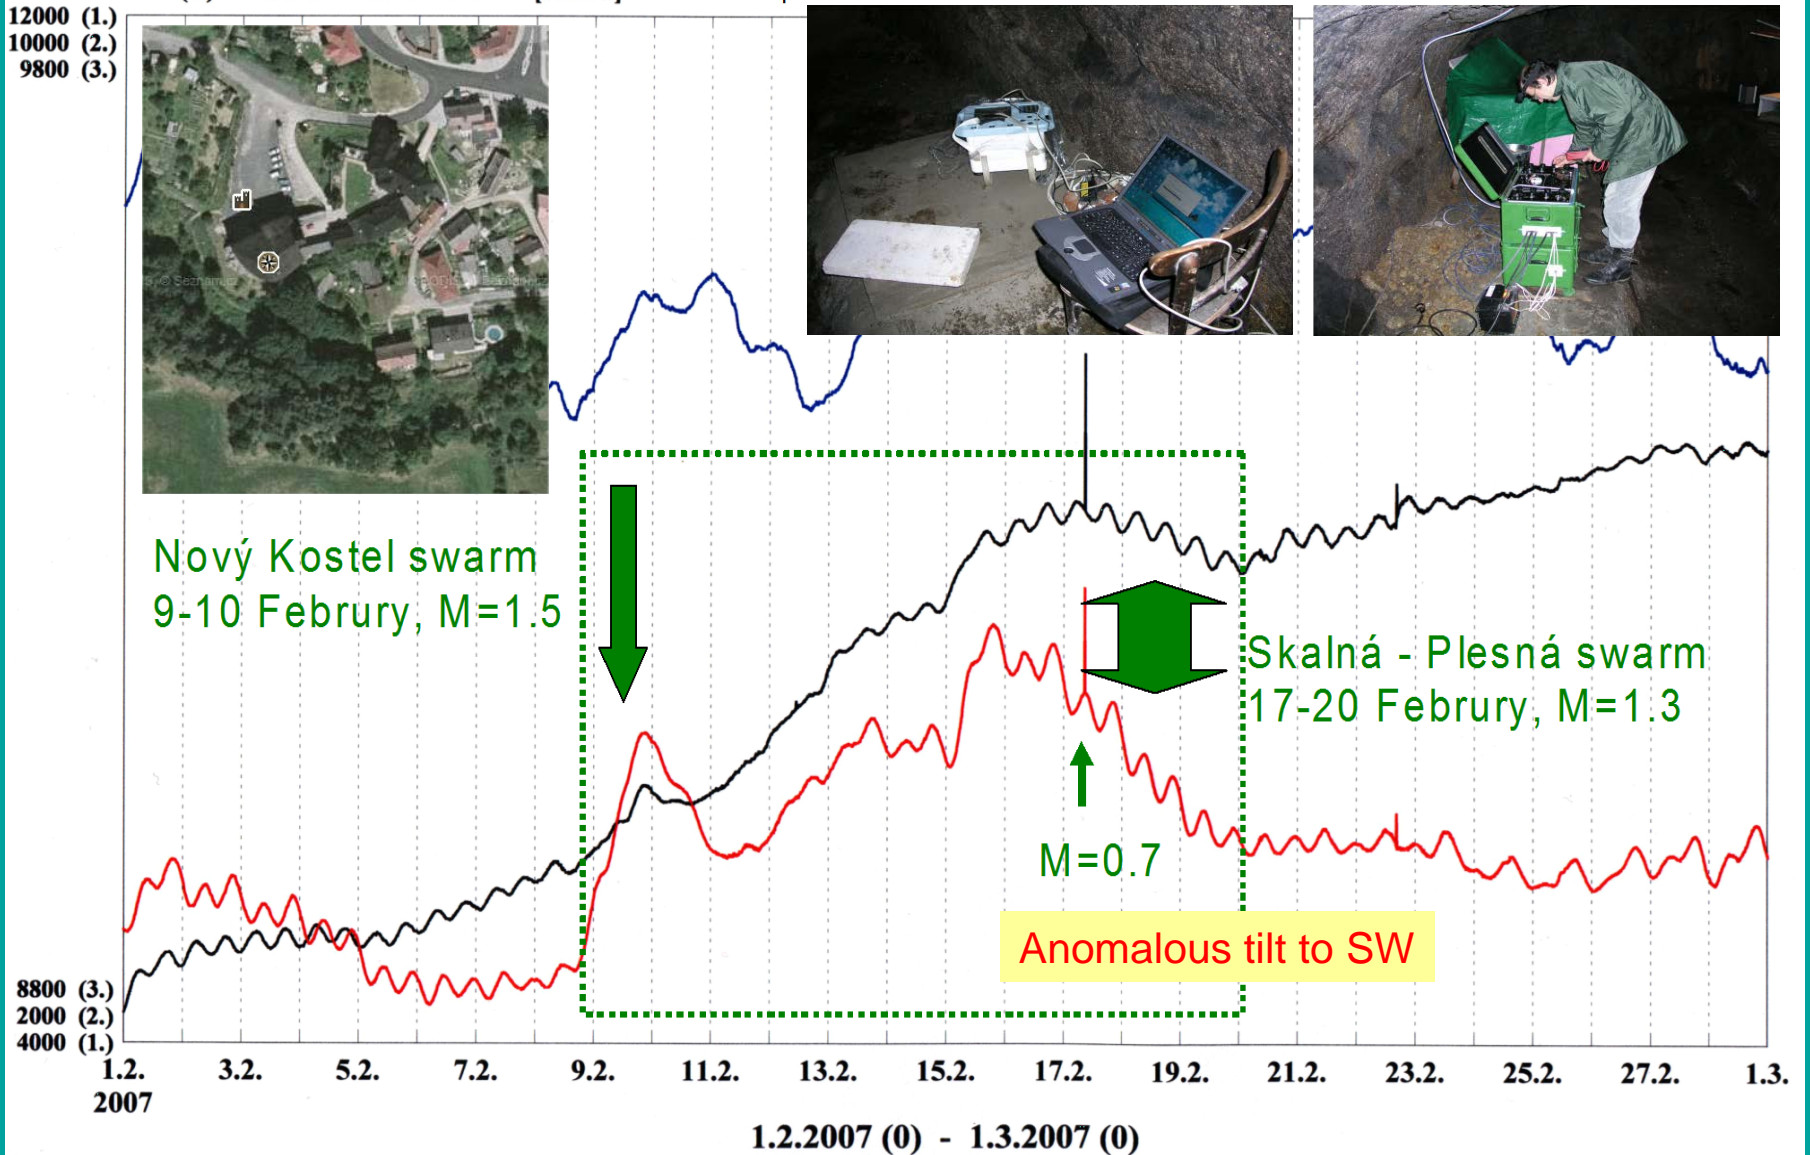 12000 (1.)
10000 (2.)
9800 (3.)
© Seznam.cz
Nový Kostel swarm
9-10 Februry, M=1.5
Skalná - Plesná swarm
17-20 Februry, M=1.3
M=0.7
Anomalous tilt to SW
8800 (3.)
2000 (2.)
4000 (1.)
1.2. 3.2. 5.2. 7.2. 9.2. 11.2. 13.2. 15.2. 17.2. 19.2. 21.2. 23.2. 25.2. 27.2. 1.3.
2007
1.2.2007 (0) - 1.3.2007 (0)